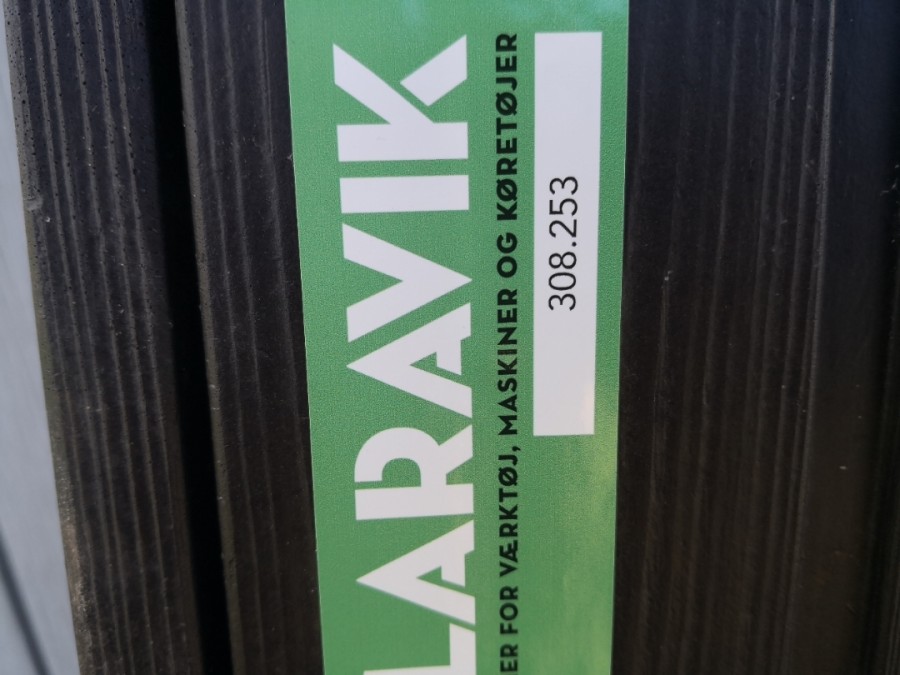 LARAVIK
ER FOR VÆRKTØJ, MASKINER OG KØRETØJER
308.253